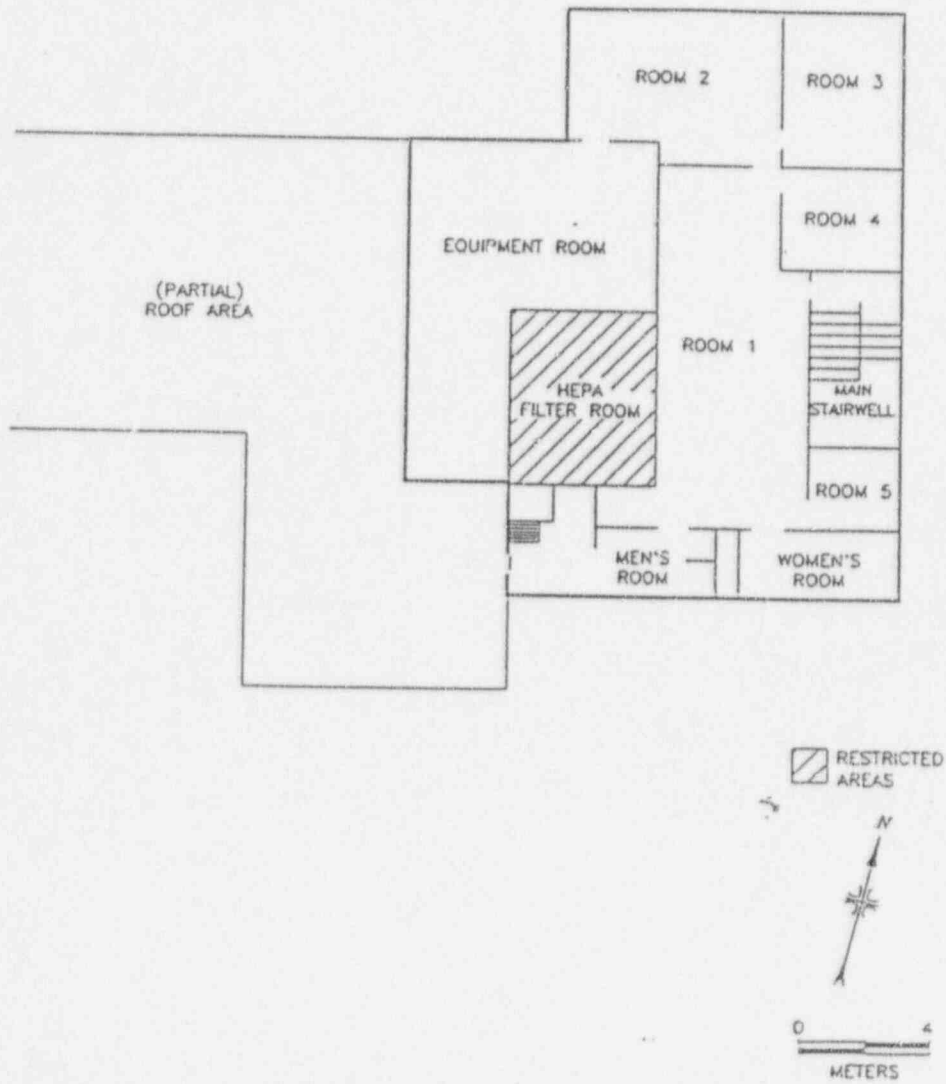 ROOM 2
ROOM 3
ROOM 4
EQUIPMENT ROOM
(PARTIAL)
ROOF AREA
ROOM 1
HEPA
FILTER ROOM
MAIN
STAIRWELL
ROOM 5
MEN'S
ROOM
WOMEN'S
ROOM
RESTRICTED
AREAS
N
0 4
METERS